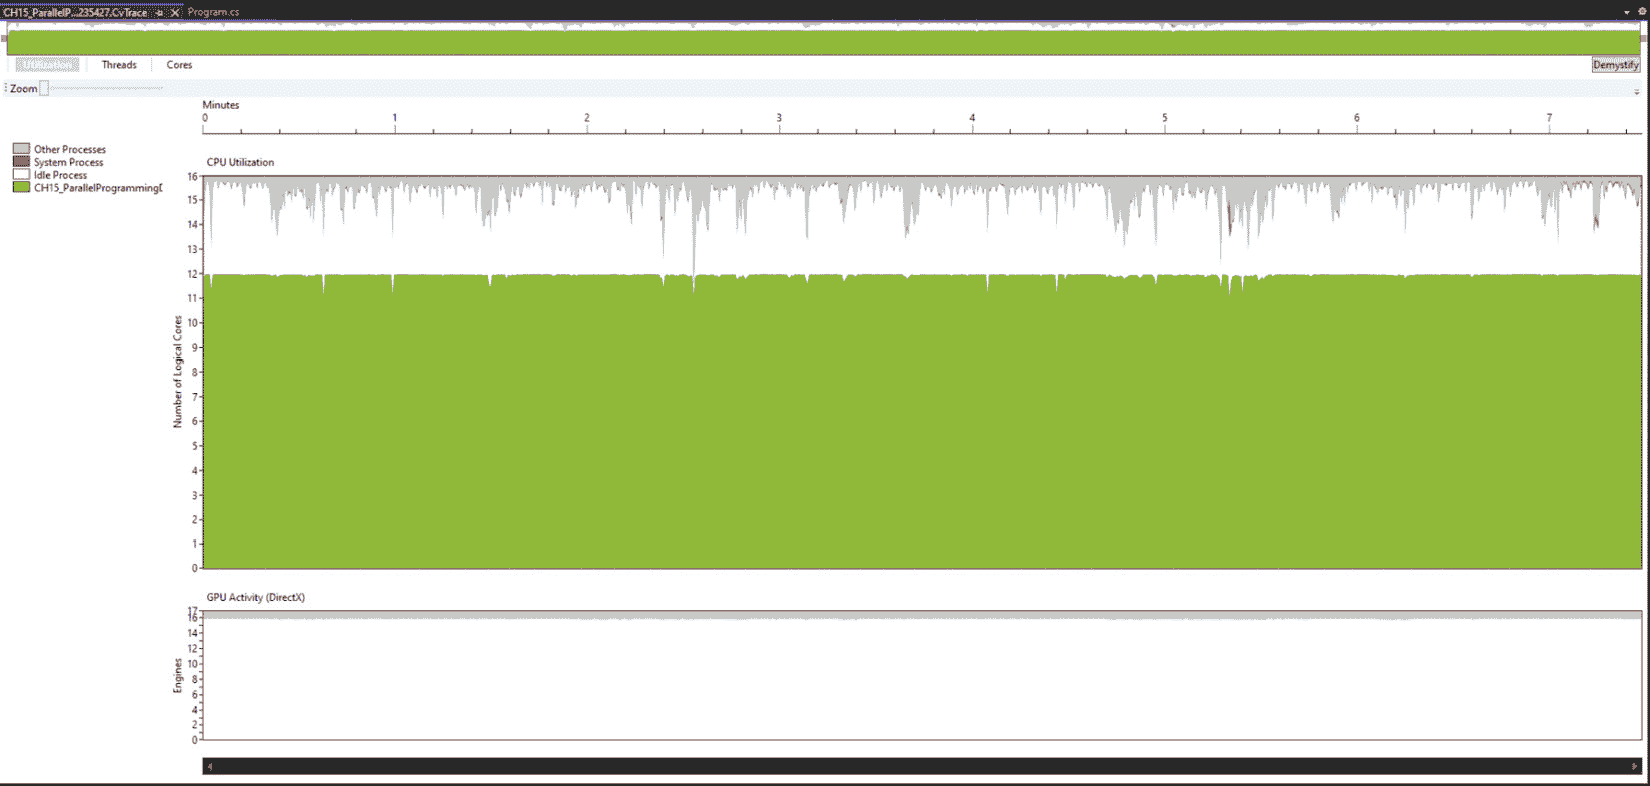 CH15_ParallelP...235427.CvTrace Program.cs
Threads Cores Demystify
Zoom
Minutes
0 1 2 3 4 5 6 7
Other Processes
System Process
Idle Process
CH15_ParallelProgramming
CPU Utilization
16
15
14
13
12
11
10
9
8
7
6
5
4
3
2
1
0
Number of Logical Cores
GPU Activity (DirectX)
17
16
14
12
10
8
6
4
2
0
Engines